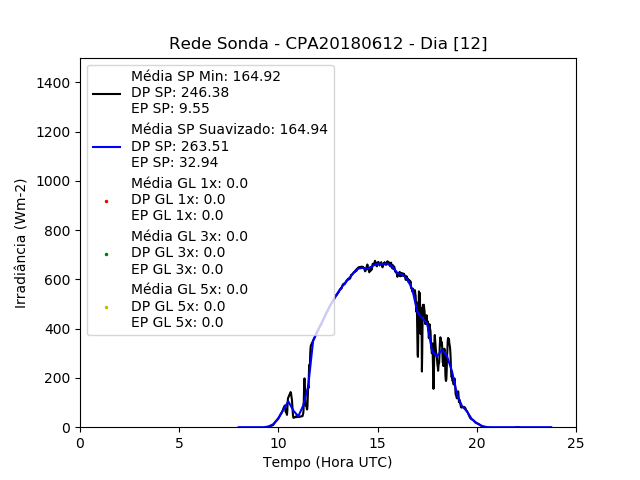 Rede Sonda - CPA20180612 - Dia [12]
Média SP Min: 164.92
DP SP: 246.38
EP SP: 9.55
Média SP Suavizado: 164.94
DP SP: 263.51
EP SP: 32.94
Média GL 1x: 0.0
DP GL 1x: 0.0
EP GL 1x: 0.0
Média GL 3x: 0.0
DP GL 3x: 0.0
EP GL 3x: 0.0
Média GL 5x: 0.0
DP GL 5x: 0.0
EP GL 5x: 0.0
Irradiância (Wm-2)
1400
1200
1000
800
600
400
200
0
0 5 10 15 20 25
Tempo (Hora UTC)